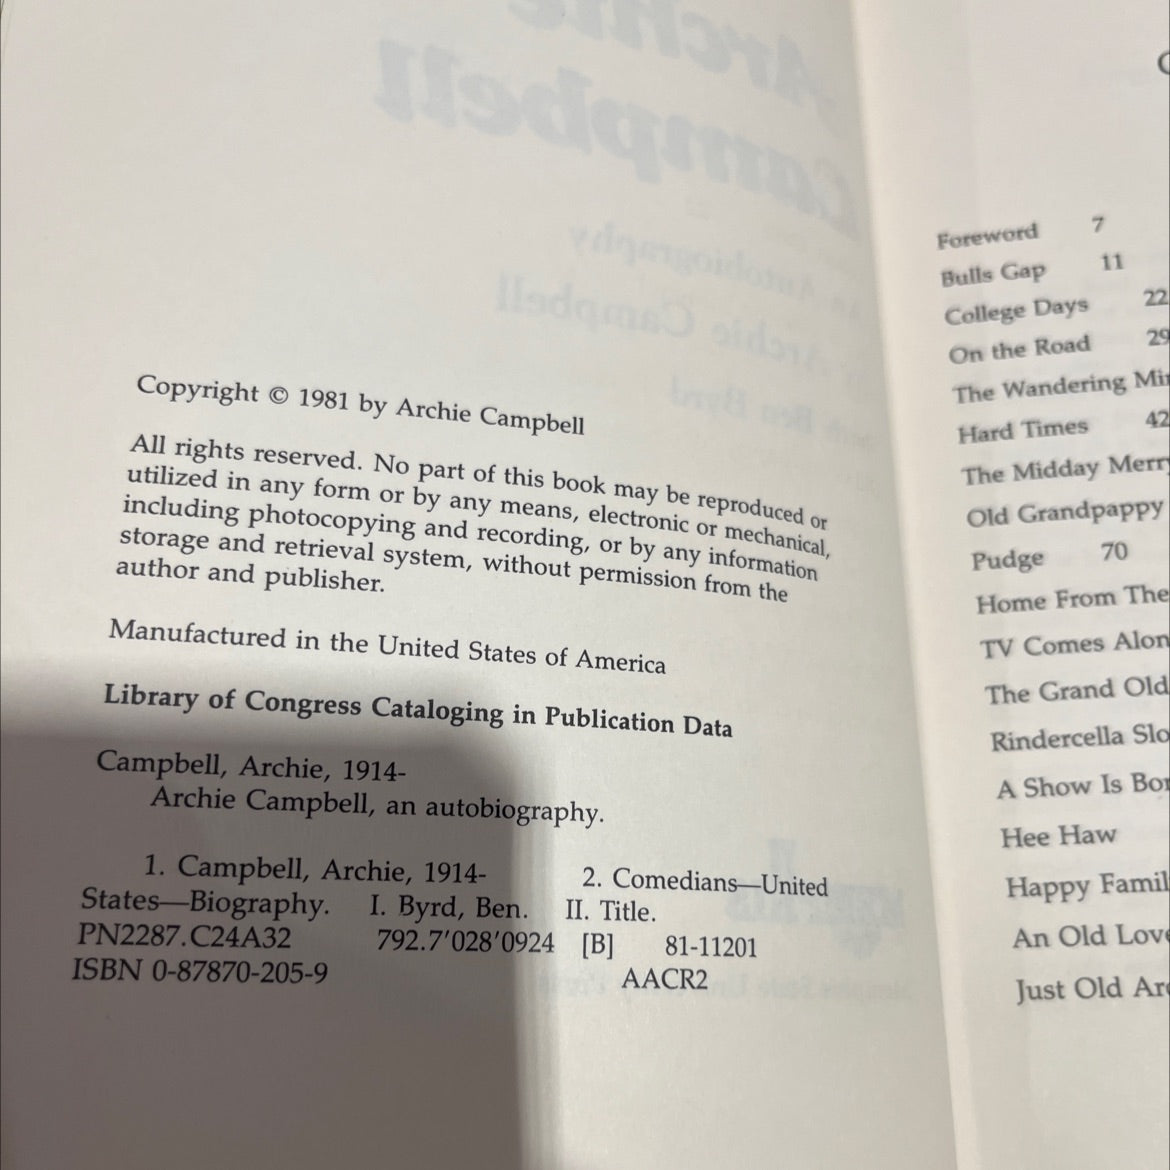 Copyright © 1981 by Archie Campbell
All rights reserved. No part of this book may be reproduced or
utilized in any form or by any means, electronic or mechanical,
including photocopying and recording, or by any information
storage and retrieval system, without permission from the
author and publisher.
Manufactured in the United States of America
Library of Congress Cataloging in Publication Data
Campbell, Archie, 1914-
Archie Campbell, an autobiography.
1. Campbell, Archie, 1914- 2. Comedians—United
States—Biography. I. Byrd, Ben. II. Title.
PN2287.C24A32 792.7'028'0924 [B] 81-11201
ISBN 0-87870-205-9 AACR2
Foreword 7
Bulls Gap 11
College Days 22
On the Road 29
The Wandering
Hard Times 42
The Midday
Old Grandpappy
Pudge 70
Home From The
TV Comes
The Grand Old
Rindercella
A Show Is
Hee Haw
Happy
An Old
Just Old